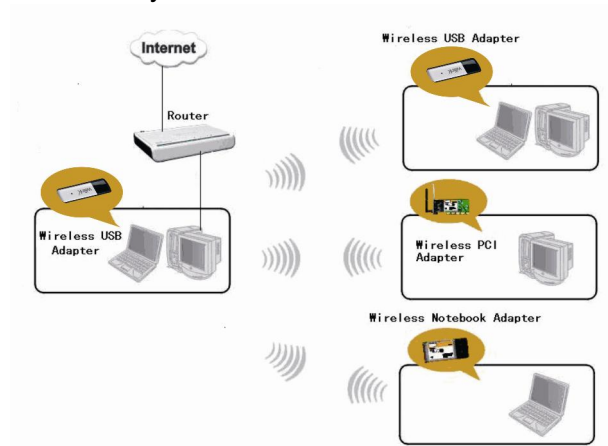 Internet
Router
Wireless USB
Adapter
Wireless USB Adapter
Wireless PCI
Adapter
Wireless Notebook Adapter